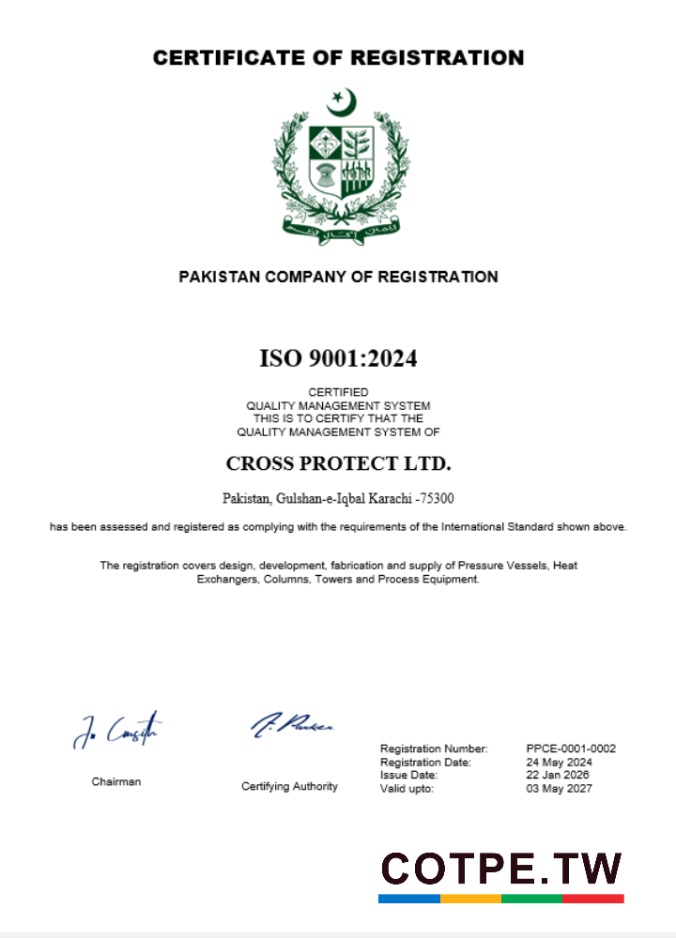 CERTIFICATE OF REGISTRATION
PAKISTAN COMPANY OF REGISTRATION
ISO 9001:2024
CERTIFIED
QUALITY MANAGEMENT SYSTEM
THIS IS TO CERTIFY THAT THE
QUALITY MANAGEMENT SYSTEM OF
CROSS PROTECT LTD.
Pakistan, Gulshan-e-Iqbal Karachi -75300
has been assessed and registered as complying with the requirements of the International Standard shown above.
The registration covers design, development, fabrication and supply of Pressure Vessels, Heat
Exchangers, Columns, Towers and Process Equipment.
Chairman
Certifying Authority
Registration Number: PPCE-0001-0002
Registration Date: 24 May 2024
Issue Date: 22 Jan 2026
Valid upto: 03 May 2027
COTPE.TW